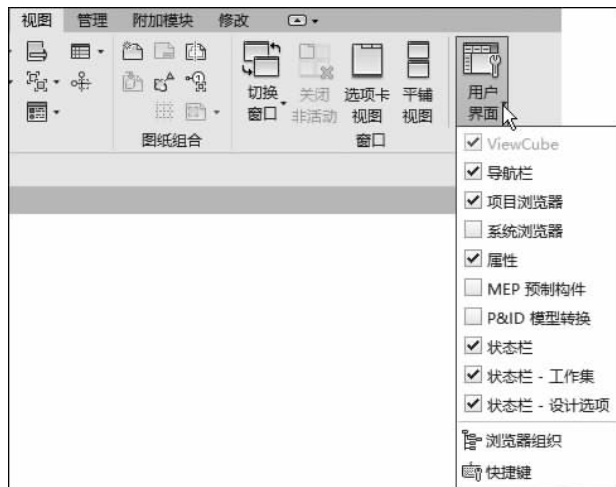 视图 管理 附加模块 修改
切换 关闭 选项卡 平铺 用户
窗口 非活动 视图 视图 界面
图纸组合 窗口
ViewCube
导航栏
项目浏览器
系统浏览器
属性
MEP 预制构件
P&ID 模型转换
状态栏
状态栏 - 工作集
状态栏 - 设计选项
浏览器组织
快捷键